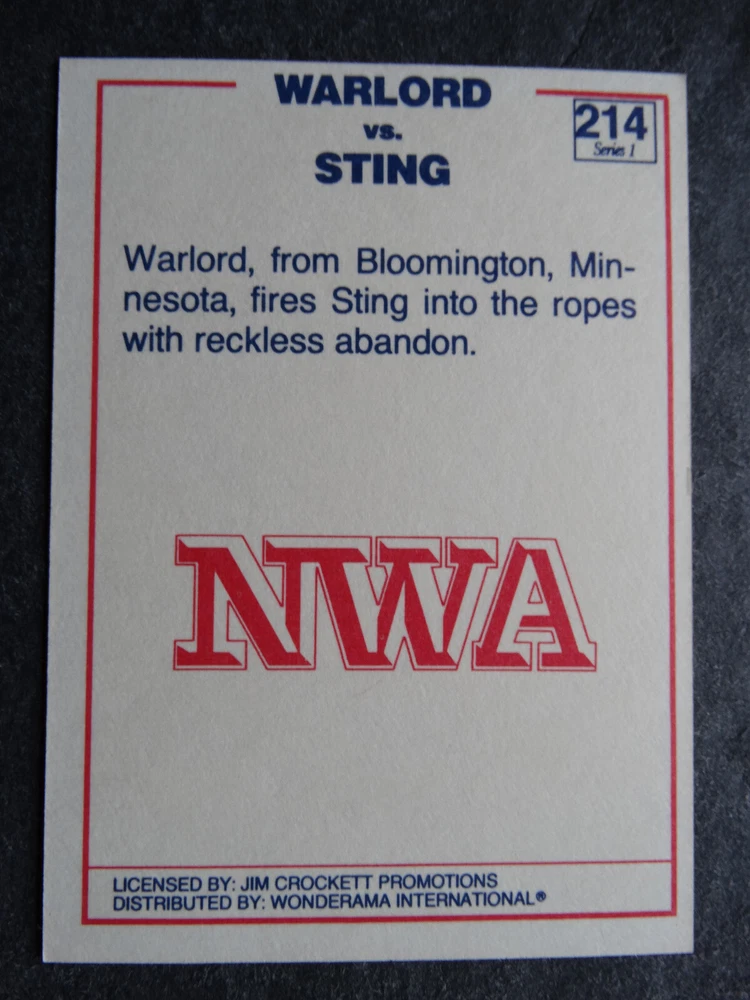 WARLORD
vs.
STING
214
Series 1
Warlord, from Bloomington, Min-
nesota, fires Sting into the ropes
with reckless abandon.
NWA
LICENSED BY: JIM CROCKETT PROMOTIONS
DISTRIBUTED BY: WONDERAMA INTERNATIONAL®